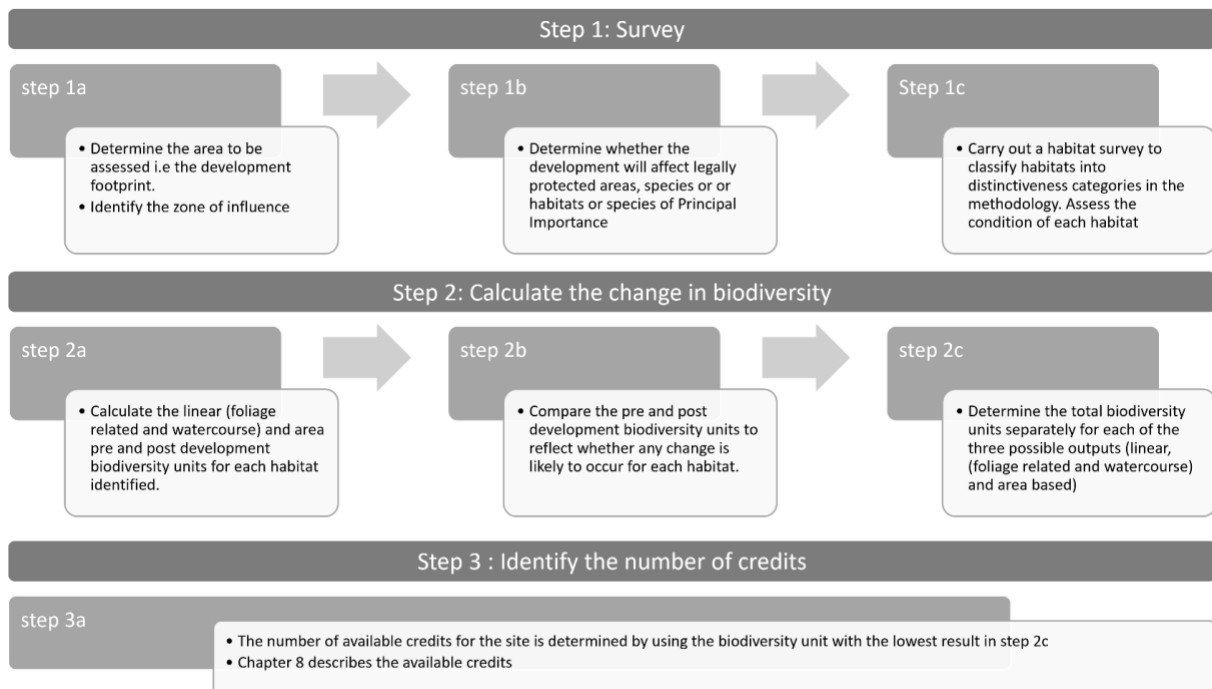 Step 1: Survey
step 1a
• Determine the area to be
assessed i.e the development
footprint.
• Identify the zone of influence
step 1b
• Determine whether the
development will affect legally
protected areas, species or or
habitats or species of Principal
Importance
Step 1c
• Carry out a habitat survey to
classify habitats into
distinctiveness categories in the
methodology. Assess the
condition of each habitat
Step 2: Calculate the change in biodiversity
step 2a
• Calculate the linear (foliage
related and watercourse) and area
pre and post development
biodiversity units for each habitat
identified.
step 2b
• Compare the pre and post
development biodiversity units to
reflect whether any change is
likely to occur for each habitat.
step 2c
• Determine the total biodiversity
units separately for each of the
three possible outputs (linear,
(foliage related and watercourse)
and area based)
Step 3 : Identify the number of credits
step 3a
• The number of available credits for the site is determined by using the biodiversity unit with the lowest result in step 2c
• Chapter 8 describes the available credits